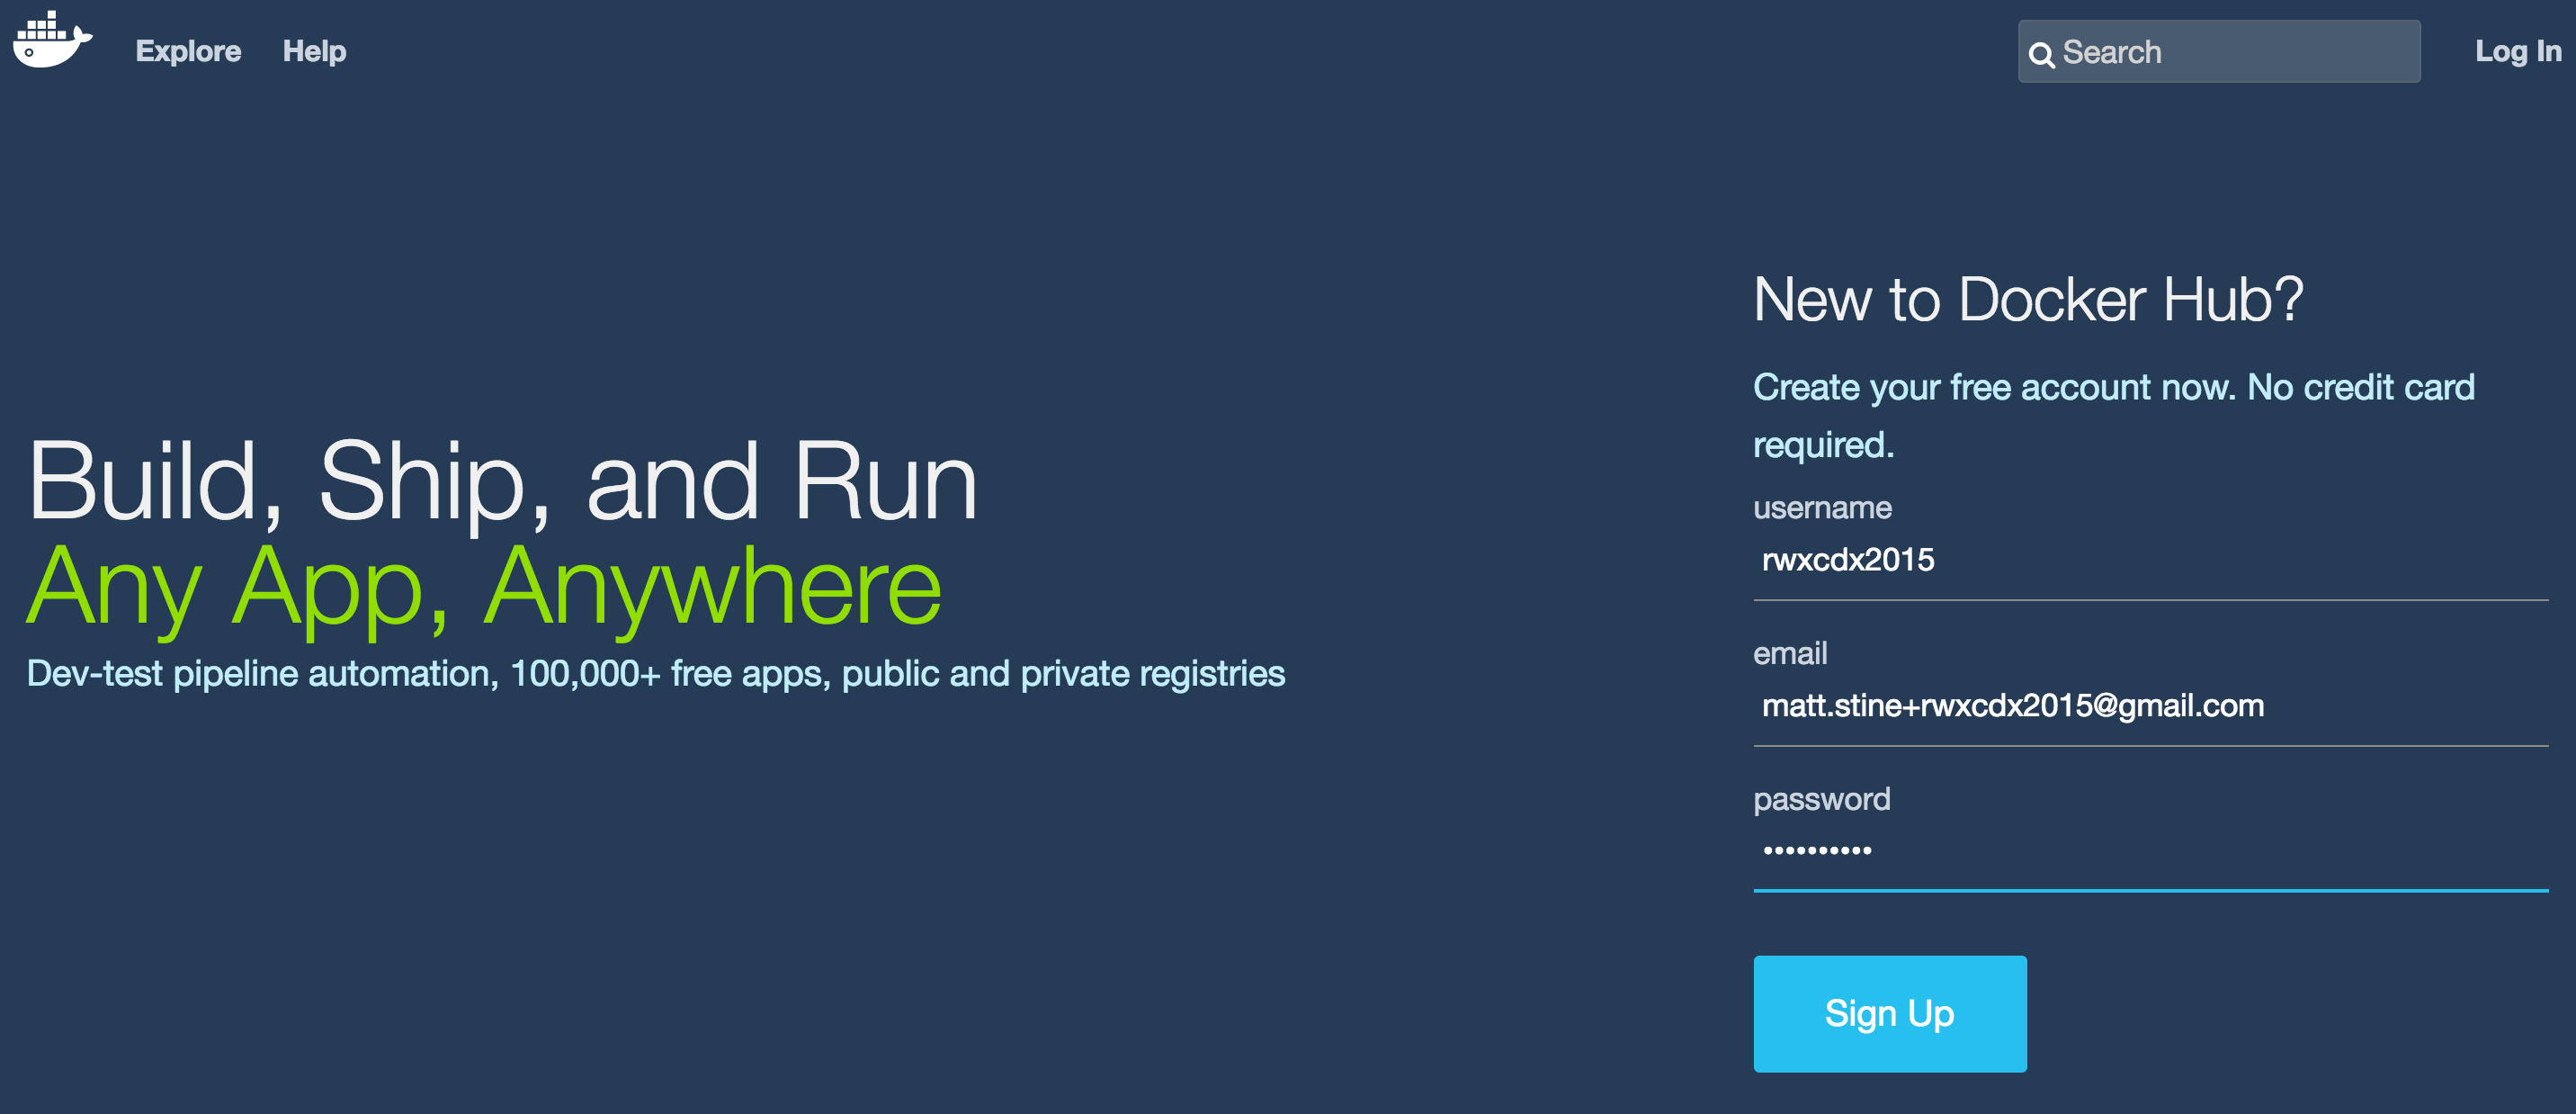 Explore Help Search Log In
Build, Ship, and Run
Any App, Anywhere
Dev-test pipeline automation, 100,000+ free apps, public and private registries
New to Docker Hub?
Create your free account now. No credit card
required.
username
rwxcdx2015
email
matt.stine+rwxcdx2015@gmail.com
password
••••••••••
Sign Up